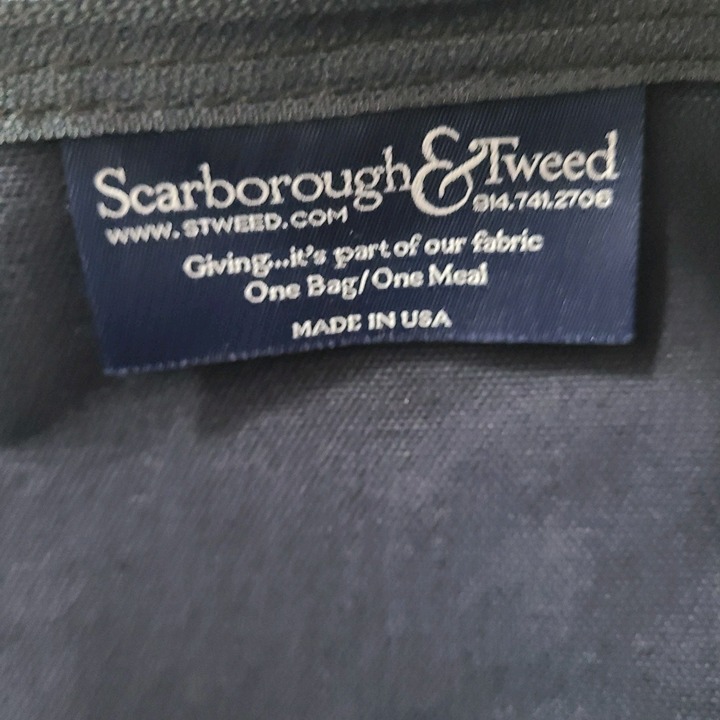 Scarborough & Tweed
WWW.STWEED.COM 914.741.2706
Giving...it's part of our fabric
One Bag/One Meal
MADE IN USA